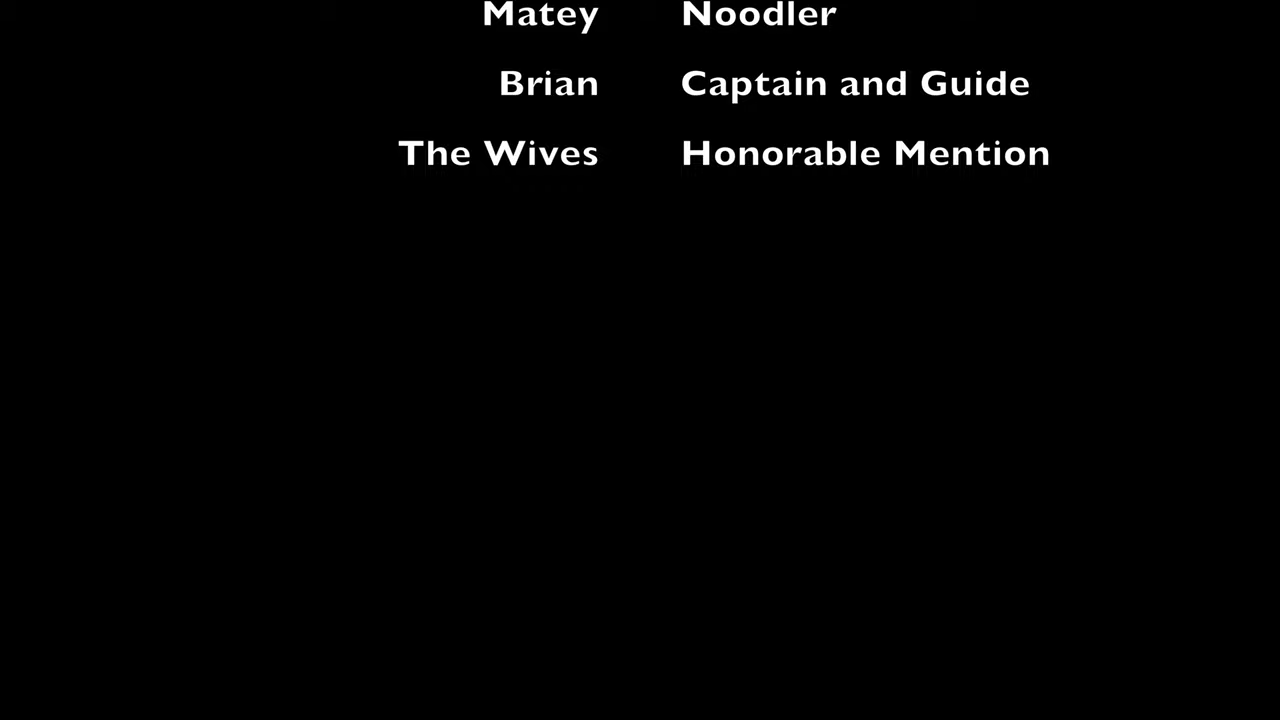 Matey Noodler
Brian Captain and Guide
The Wives Honorable Mention